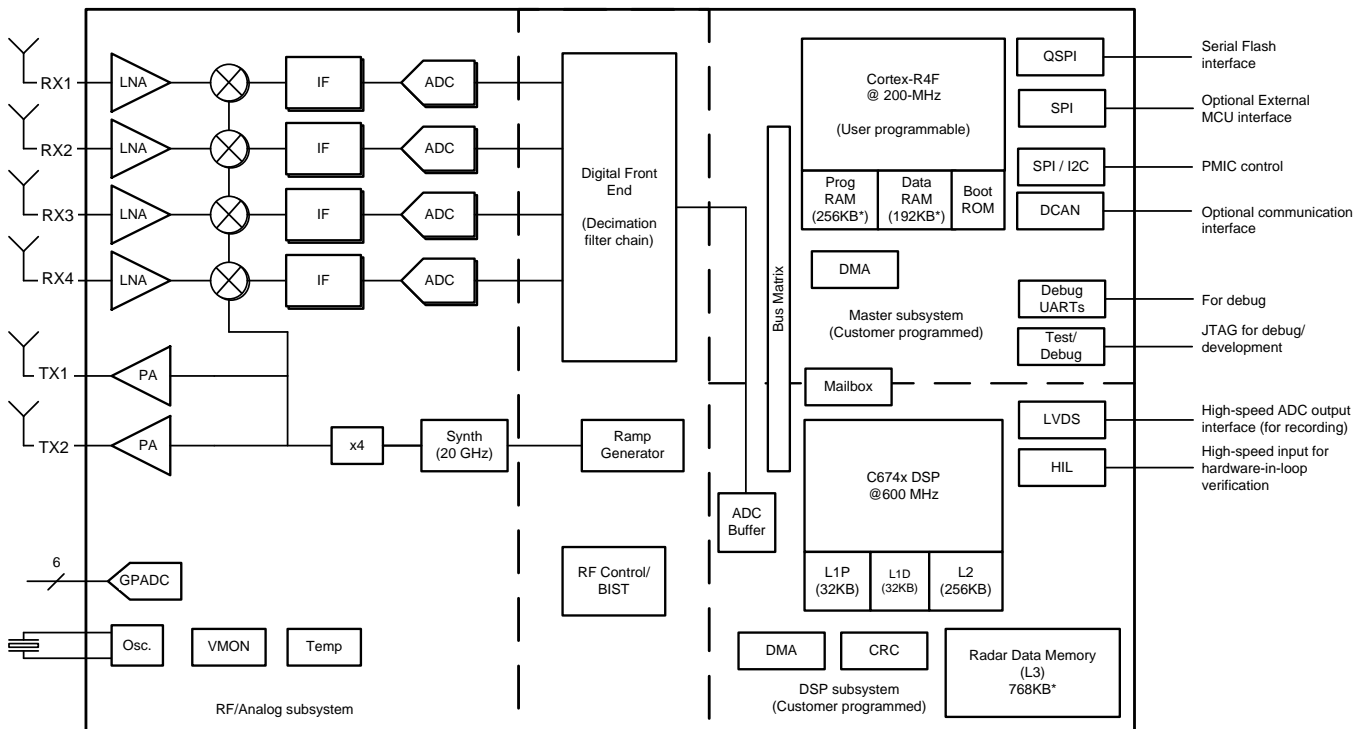 RX1
LNA
IF
ADC
RX2
LNA
IF
ADC
RX3
LNA
IF
ADC
RX4
LNA
IF
ADC
TX1
PA
TX2
PA
x4
Synth
(20 GHz)
Ramp
Generator
Digital Front
End
(Decimation
filter chain)
6
GPADC
Osc.
VMON
Temp
RF/Analog subsystem
RF Control/
BIST
ADC
Buffer
Bus Matrix
Cortex-R4F
@ 200-MHz
(User programmable)
Prog
RAM
(256KB*)
Data
RAM
(192KB*)
Boot
ROM
DMA
Master subsystem
(Customer programmed)
Mailbox
QSPI
Serial Flash
interface
SPI
Optional External
MCU interface
SPI / I2C
PMIC control
DCAN
Optional communication
interface
Debug
UARTs
For debug
Test/
Debug
JTAG for debug/
development
LVDS
High-speed ADC output
interface (for recording)
HIL
High-speed input for
hardware-in-loop
verification
C674x DSP
@600 MHz
L1P
(32KB)
L1D
(32KB)
L2
(256KB)
DMA
CRC
DSP subsystem
(Customer programmed)
Radar Data Memory
(L3)
768KB*